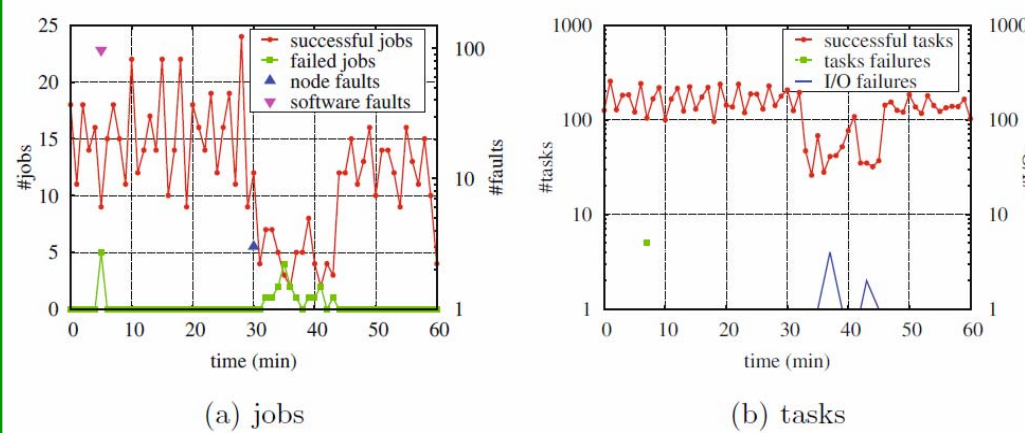 25
20
15
10
5
0
#jobs
0 10 20 30 40 50 60
time (min)
100
10
1
#faults
successful jobs
failed jobs
node faults
software faults
(a) jobs
1000
100
10
1
#tasks
0 10 20 30 40 50 60
time (min)
1000
100
10
1
successful tasks
tasks failures
I/O failures
(b) tasks